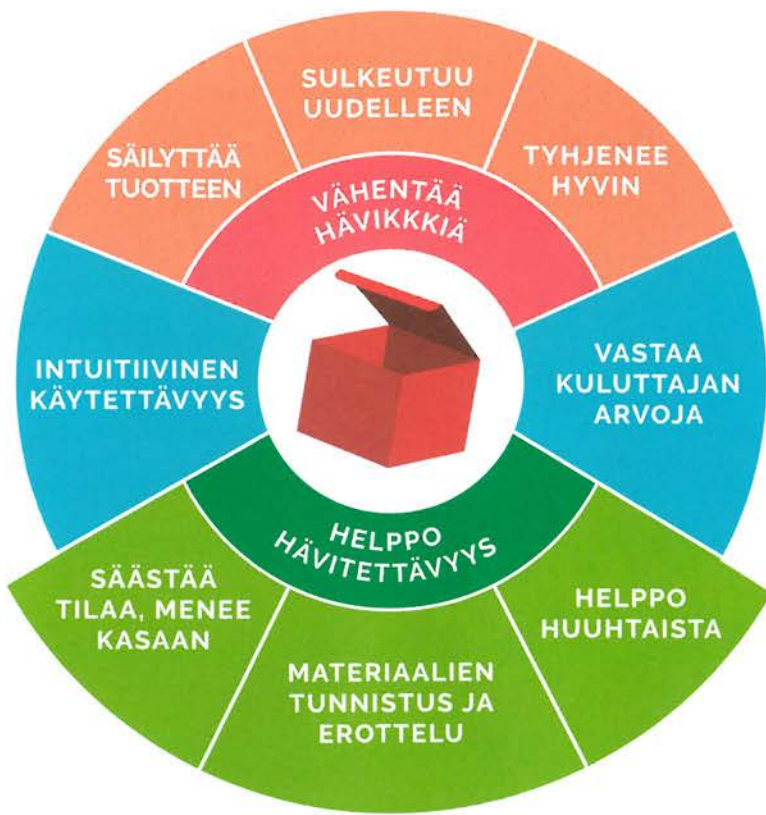 SULKEUTUU
UUDELLEEN
SÄILYTTÄÄ
TUOTTEEN
TYHJENEE
HYVIN
VÄHENTÄÄ
HÄVIKKKIÄ
INTUITIIVINEN
KÄYTETTÄVYYS
VASTAA
KULUTTAJAN
ARVOJA
HELPPO
HÄVITETTÄVYYS
SÄÄSTÄÄ
TILAA, MENEE
KASAAN
MATERIAALIEN
TUNNISTUS JA
EROTTELU
HELPPO
HUUHTAISTA